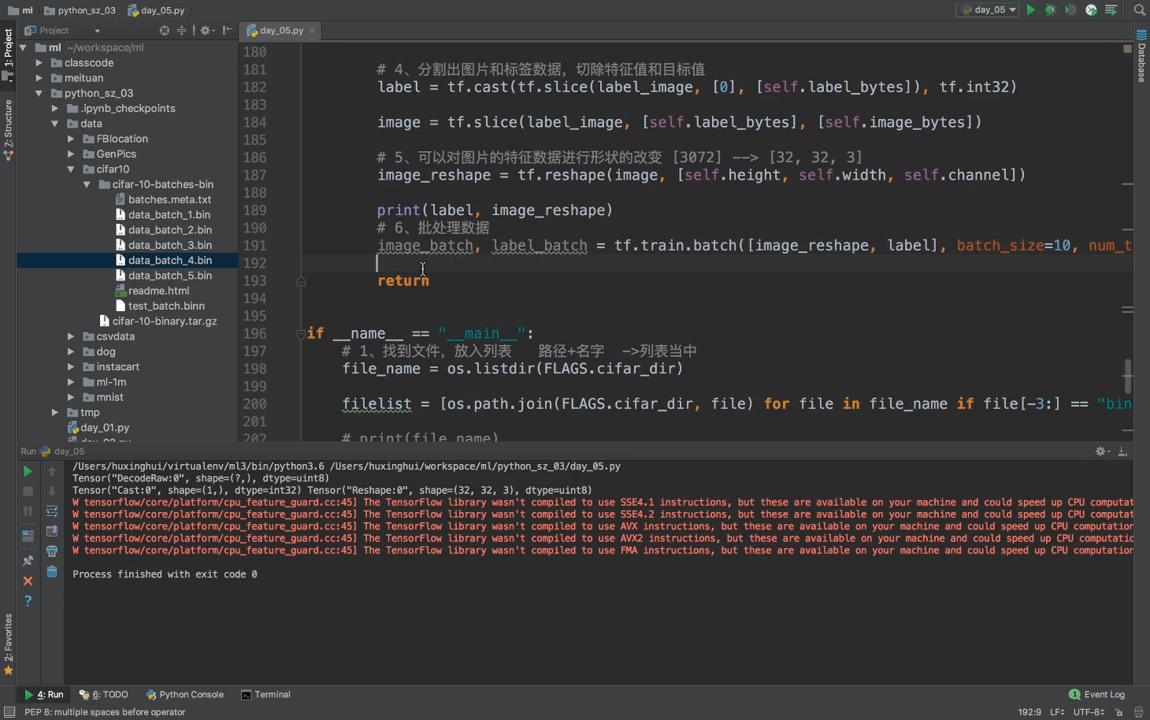 ml
python_sz_03
day_05.py
day_05
1: Project
Project
day_05.py
Database
7: Structure
2: Favorites
ml ~/workspace/ml
classcode
meituan
python_sz_03
.ipynb_checkpoints
data
FBlocation
GenPics
cifar10
cifar-10-batches-bin
batches.meta.txt
data_batch_1.bin
data_batch_2.bin
data_batch_3.bin
data_batch_4.bin
data_batch_5.bin
readme.html
test_batch.binn
cifar-10-binary.tar.gz
csvdata
dog
instacart
ml-1m
mnist
tmp
day_01.py
180
181 # 4、分割出图片和标签数据，切除特征值和目标值
182 label = tf.cast(tf.slice(label_image, [0], [self.label_bytes]), tf.int32)
183
184 image = tf.slice(label_image, [self.label_bytes], [self.image_bytes])
185
186 # 5、可以对图片的特征数据进行形状的改变 [3072] --> [32, 32, 3]
187 image_reshape = tf.reshape(image, [self.height, self.width, self.channel])
188
189 print(label, image_reshape)
190 # 6、批处理数据
191 image_batch, label_batch = tf.train.batch([image_reshape, label], batch_size=10, num_t
192
193 return
194
195
196 if __name__ == "__main__":
197 # 1、找到文件，放入列表 路径+名字 ->列表当中
198 file_name = os.listdir(FLAGS.cifar_dir)
199
200 filelist = [os.path.join(FLAGS.cifar_dir, file) for file in file_name if file[-3:] == "bin
201
202 # print(file_name)
Run day_05
/Users/huxinghui/virtualenv/ml3/bin/python3.6 /Users/huxinghui/workspace/ml/python_sz_03/day_05.py
Tensor("DecodeRaw:0", shape=(?,), dtype=uint8)
Tensor("Cast:0", shape=(1,), dtype=int32) Tensor("Reshape:0", shape=(32, 32, 3), dtype=uint8)
W tensorflow/core/platform/cpu_feature_guard.cc:45] The TensorFlow library wasn't compiled to use SSE4.1 instructions, but these are available on your machine and could speed up CPU computat
W tensorflow/core/platform/cpu_feature_guard.cc:45] The TensorFlow library wasn't compiled to use SSE4.2 instructions, but these are available on your machine and could speed up CPU computat
W tensorflow/core/platform/cpu_feature_guard.cc:45] The TensorFlow library wasn't compiled to use AVX instructions, but these are available on your machine and could speed up CPU computation
W tensorflow/core/platform/cpu_feature_guard.cc:45] The TensorFlow library wasn't compiled to use AVX2 instructions, but these are available on your machine and could speed up CPU computatio
W tensorflow/core/platform/cpu_feature_guard.cc:45] The TensorFlow library wasn't compiled to use FMA instructions, but these are available on your machine and could speed up CPU computation
Process finished with exit code 0
4: Run
6: TODO
Python Console
Terminal
1 Event Log
PEP 8: multiple spaces before operator
192:9 LF÷ UTF-8÷